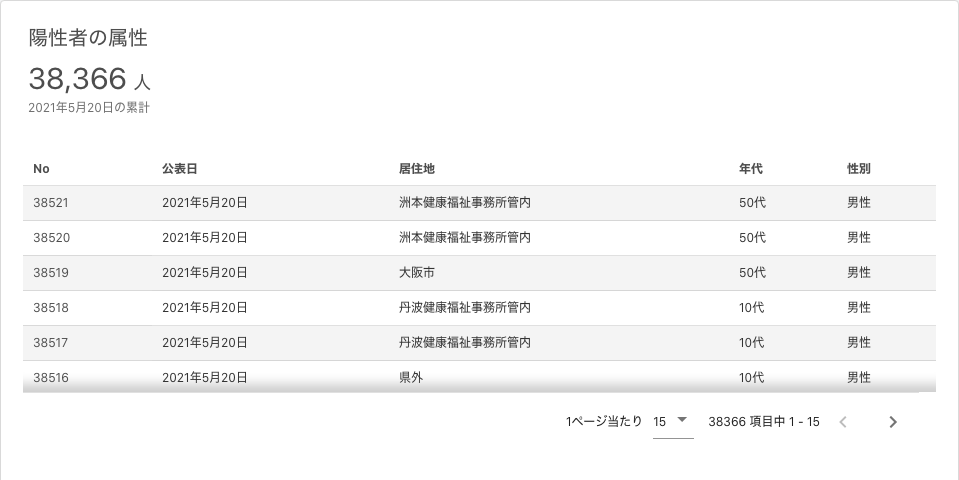 陽性者の属性
38,366 人
2021年5月20日の累計
No 公表日 居住地 年代 性別
38521 2021年5月20日 洲本健康福祉事務所管内 50代 男性
38520 2021年5月20日 洲本健康福祉事務所管内 50代 男性
38519 2021年5月20日 大阪市 50代 男性
38518 2021年5月20日 丹波健康福祉事務所管内 10代 男性
38517 2021年5月20日 丹波健康福祉事務所管内 10代 男性
38516 2021年5月20日 県外 10代 男性
1ページ当たり 15 38366 項目中 1 - 15